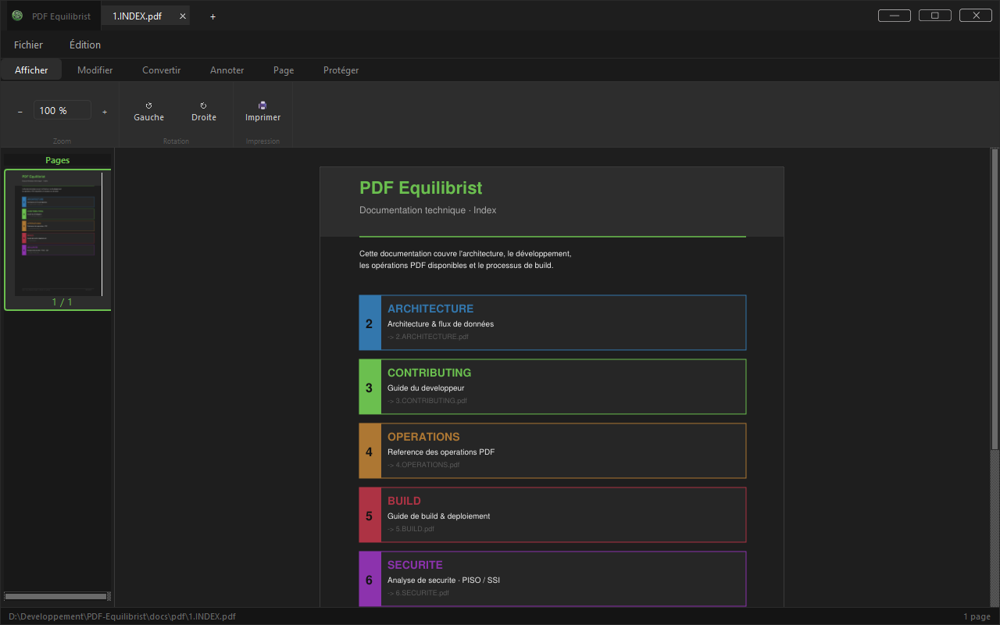 PDF Equilibrist
1.INDEX.pdf
Fichier
Édition
Afficher
Modifier
Convertir
Annoter
Page
Protéger
− 100 % +
Gauche
Droite
Imprimer
Zoom
Rotation
Impression
Pages
1 / 1
PDF Equilibrist
Documentation technique · Index
Cette documentation couvre l'architecture, le développement,
les opérations PDF disponibles et le processus de build.
2
ARCHITECTURE
Architecture & flux de données
-> 2.ARCHITECTURE.pdf
3
CONTRIBUTING
Guide du developpeur
-> 3.CONTRIBUTING.pdf
4
OPERATIONS
Reference des operations PDF
-> 4.OPERATIONS.pdf
5
BUILD
Guide de build & deploiement
-> 5.BUILD.pdf
6
SECURITE
Analyse de securite · PISO / SSI
-> 6.SECURITE.pdf
D:\Developpement\PDF-Equilibrist\docs\pdf\1.INDEX.pdf
1 page